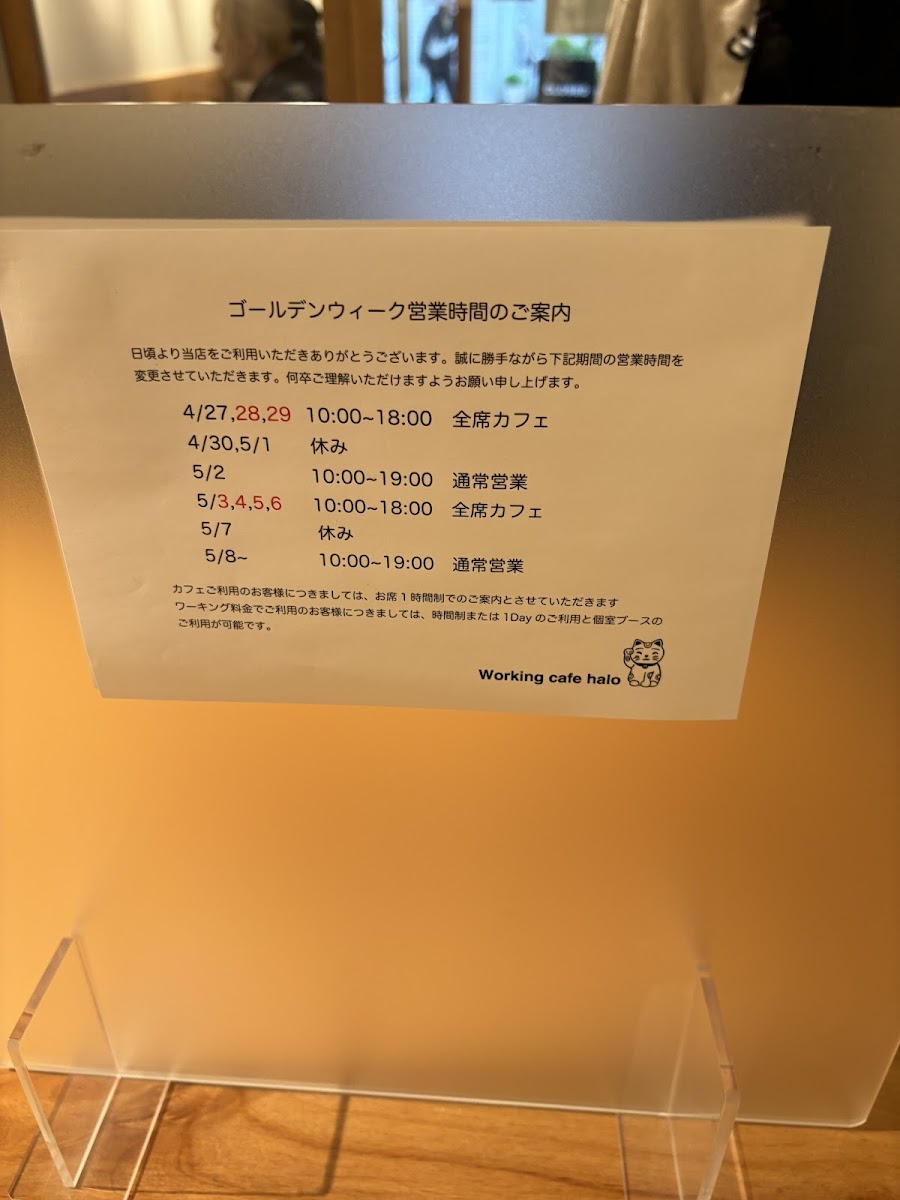 ゴールデンウィーク営業時間のご案内
日頃より当店をご利用いただきありがとうございます。誠に勝手ながら下記期間の営業時間を
変更させていただきます。何卒ご理解いただけますようお願い申し上げます。
4/27,28,29 10:00~18:00 全席カフェ
4/30,5/1 休み
5/2 10:00~19:00 通常営業
5/3,4,5,6 10:00~18:00 全席カフェ
5/7 休み
5/8~ 10:00~19:00 通常営業
カフェご利用のお客様につきましては、お席1時間制でのご案内とさせていただきます
ワーキング料金でご利用のお客様につきましては、時間制または1Dayのご利用と個室ブースの
ご利用が可能です。
Working cafe halo